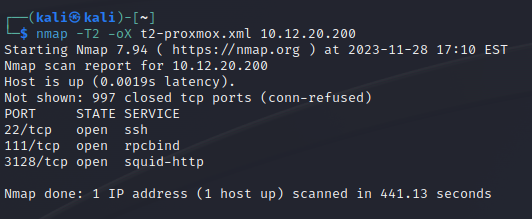 ┌──(kali㉿kali)-[~]
└─$ nmap -T2 -oX t2-proxmox.xml 10.12.20.200
Starting Nmap 7.94 ( https://nmap.org ) at 2023-11-28 17:10 EST
Nmap scan report for 10.12.20.200
Host is up (0.0019s latency).
Not shown: 997 closed tcp ports (conn-refused)
PORT     STATE SERVICE
22/tcp   open  ssh
111/tcp  open  rpcbind
3128/tcp open  squid-http
Nmap done: 1 IP address (1 host up) scanned in 441.13 seconds